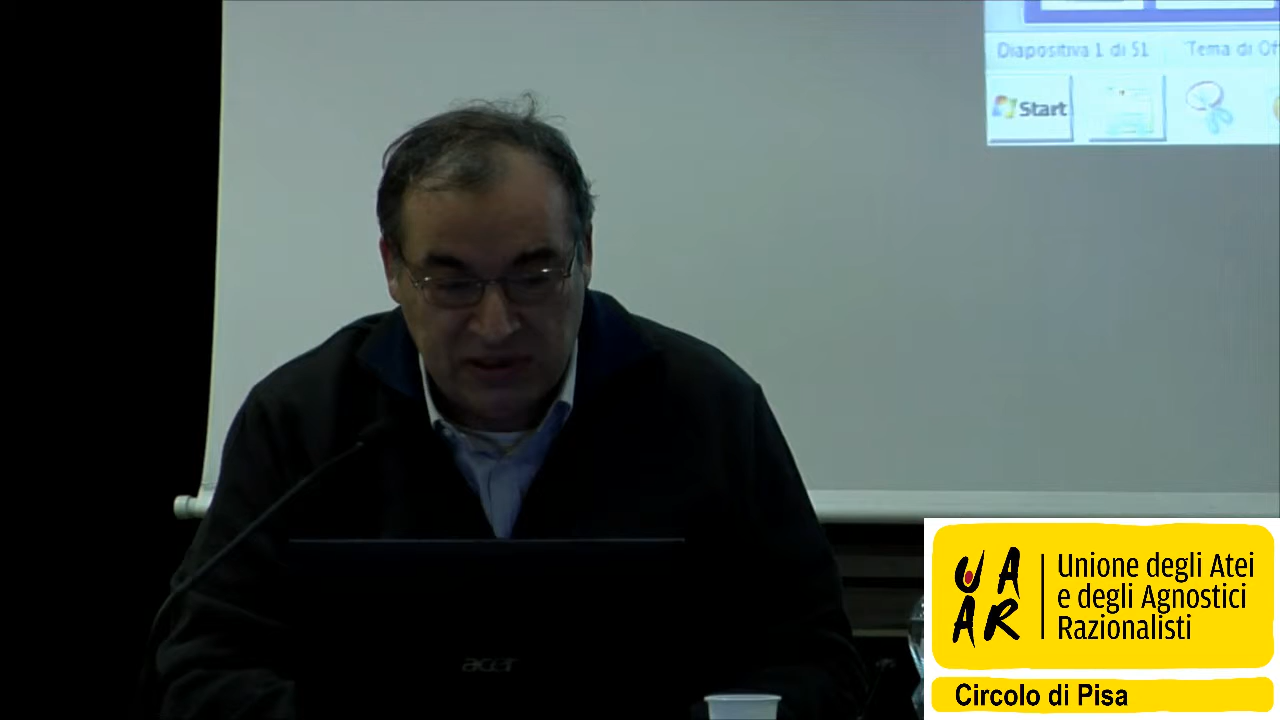 Diapositiva 1 di 51
Tema di Of
Start
acer
UAAR
Unione degli Atei
e degli Agnostici
Razionalisti
Circolo di Pisa